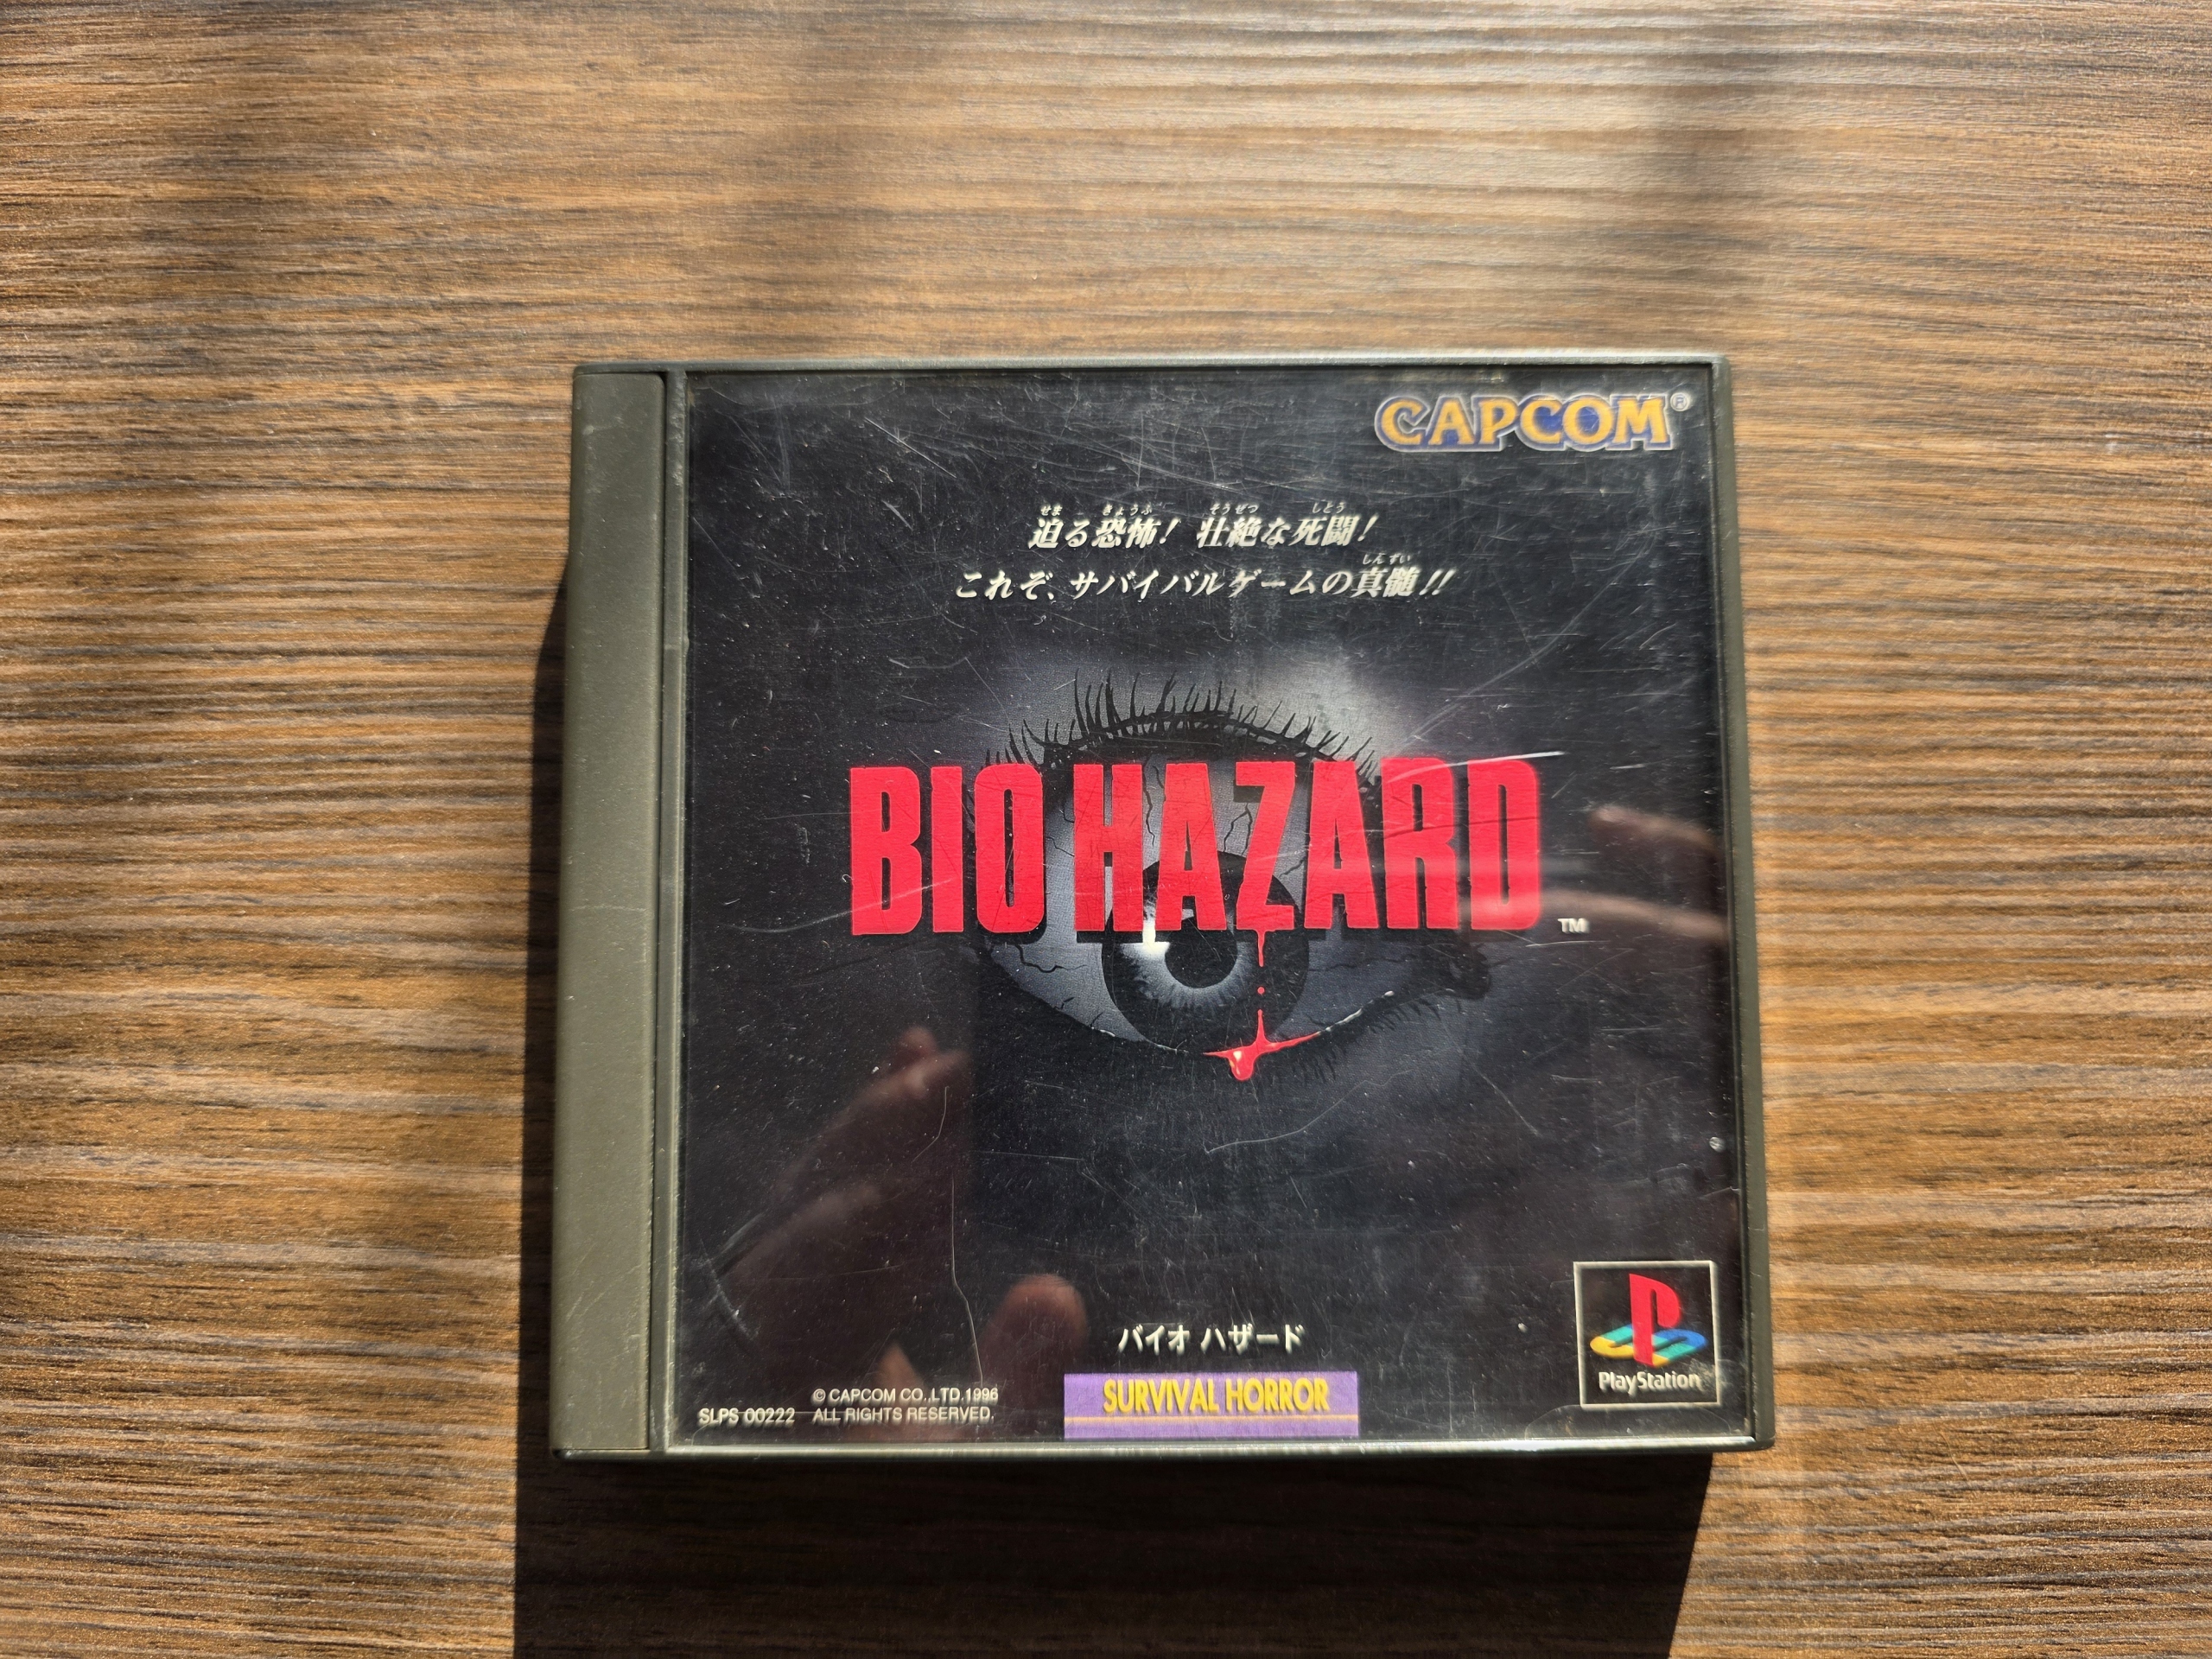 CAPCOM®
迫る恐怖! 壮絶な死闘!
これぞ、サバイバルゲームの真髄!!
BIO HAZARD ™
バイオ ハザード
SURVIVAL HORROR
SLPS 00222
© CAPCOM CO.,LTD.1996
ALL RIGHTS RESERVED.
PlayStation